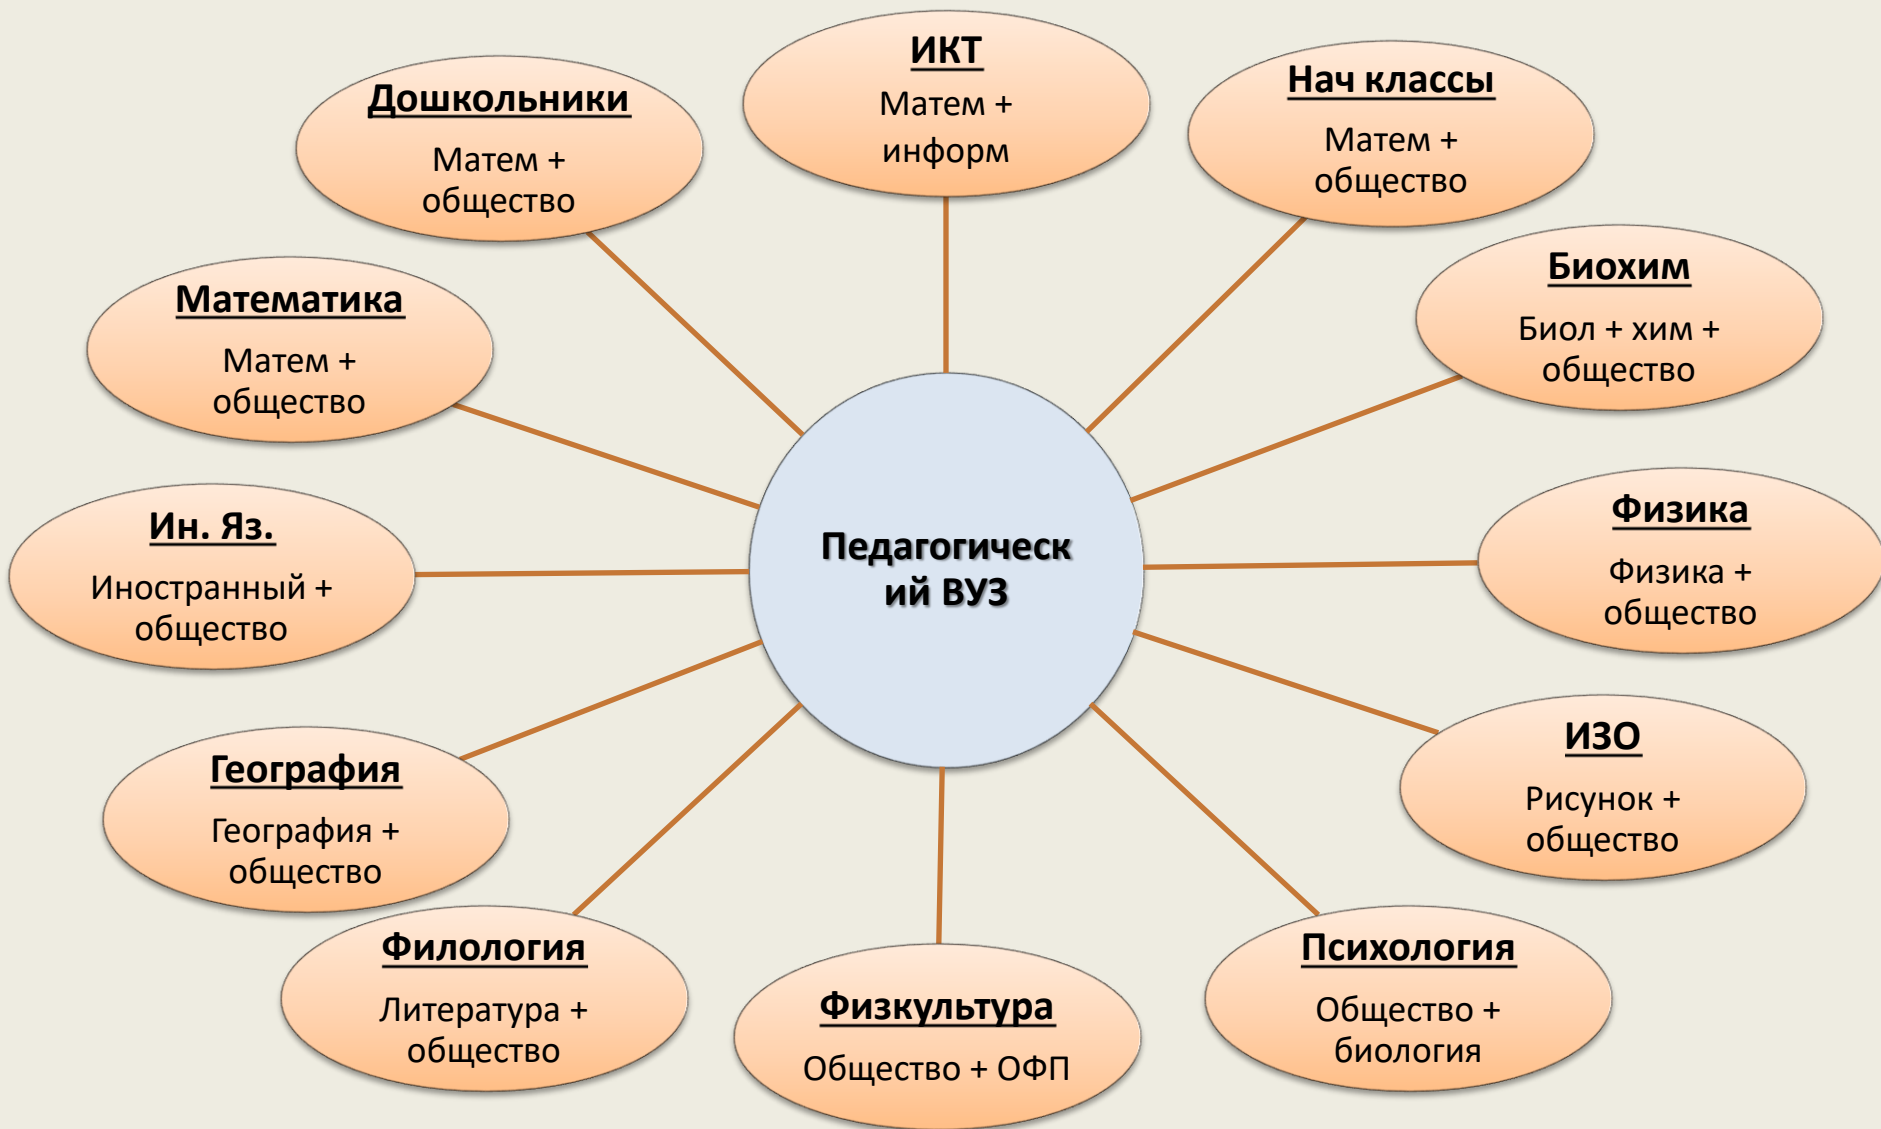 ИКТ
Матем +
информ
Нач классы
Матем +
общество
Биохим
Биол + хим +
общество
Физика
Физика +
общество
ИЗО
Рисунок +
общество
Психология
Общество +
биология
Физкультура
Общество + ОФП
Филология
Литература +
общество
География
География +
общество
Ин. Яз.
Иностранный +
общество
Математика
Матем +
общество
Дошкольники
Матем +
общество
Педагогическ
ий ВУЗ